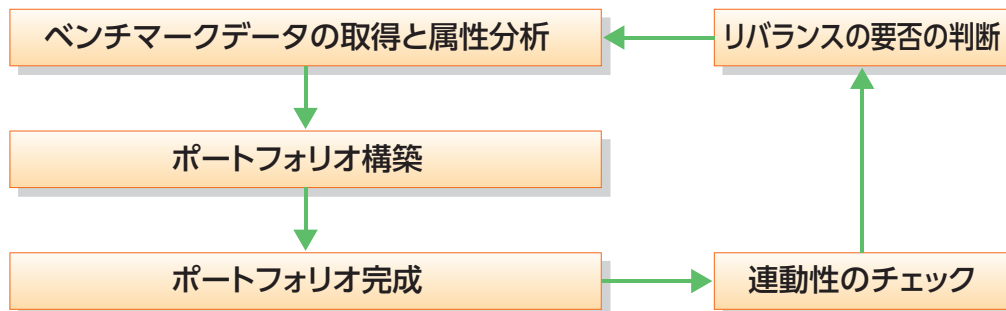 ベンチマークデータの取得と属性分析
リバランスの要否の判断
ポートフォリオ構築
ポートフォリオ完成
連動性のチェック